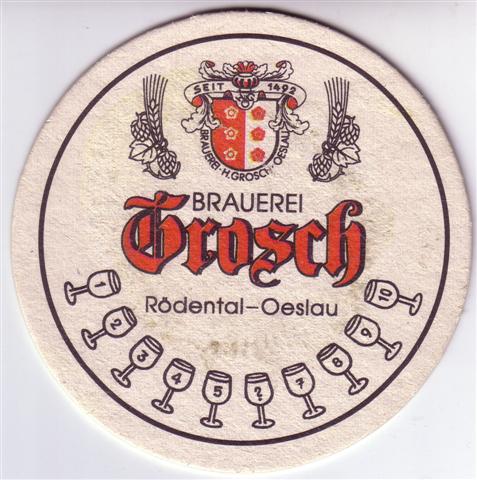 SEIT 1492
BRAUEREI · H. GROSCH · OESLAU
BRAUEREI
Grosch
Rödental-Oeslau
1 2 3 4 5 ? 7 8 9 10